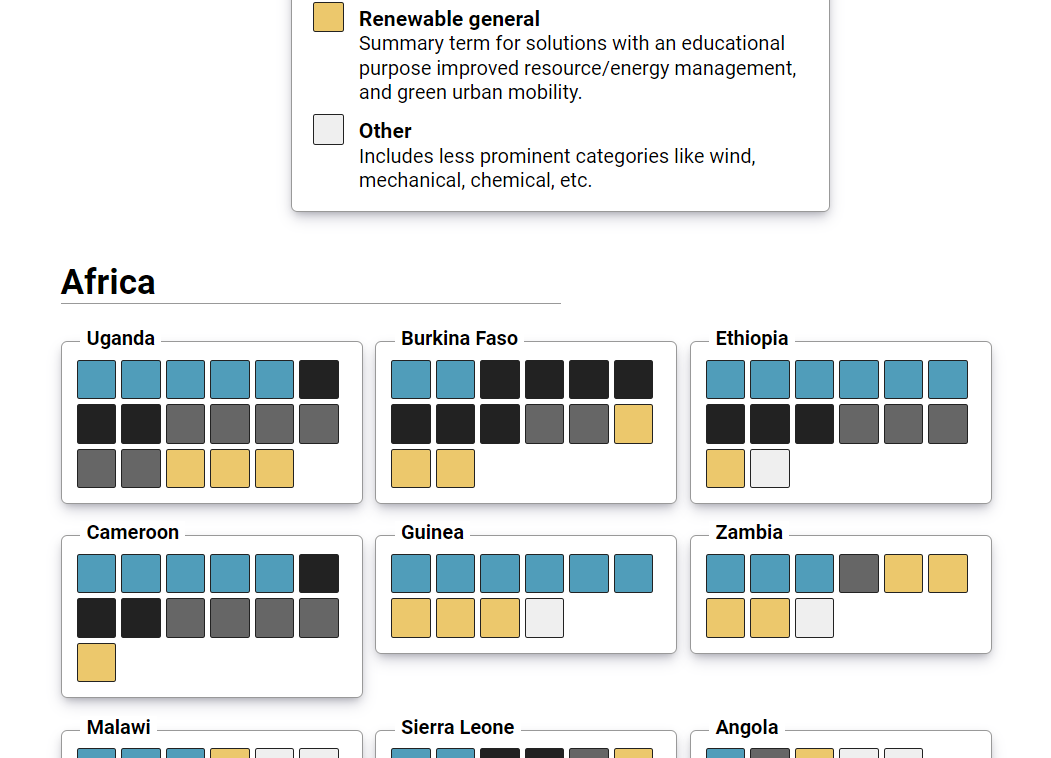 Renewable general
Summary term for solutions with an educational
purpose improved resource/energy management,
and green urban mobility.
Other
Includes less prominent categories like wind,
mechanical, chemical, etc.
Africa
Uganda
Burkina Faso
Ethiopia
Cameroon
Guinea
Zambia
Malawi
Sierra Leone
Angola